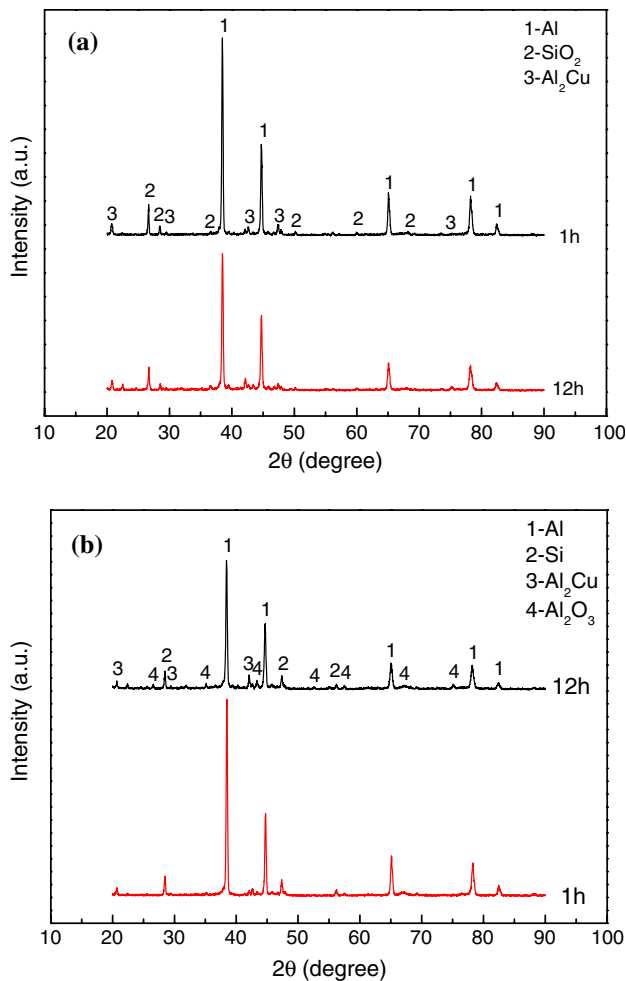 (a)
1
1-Al
2-SiO₂
3-Al₂Cu
1
3 2 2 3 2 3 3 2 1 2 2 3 1 1
1h
12h
Intensity (a.u.)
10 20 30 40 50 60 70 80 90 100
2θ (degree)
(b)
1
1-Al
2-Si
3-Al₂Cu
4-Al₂O₃
1
3 4 2 3 4 3 4 2 4 24 1 4 4 1 1
12h
1h
Intensity (a.u.)
10 20 30 40 50 60 70 80 90 100
2θ (degree)